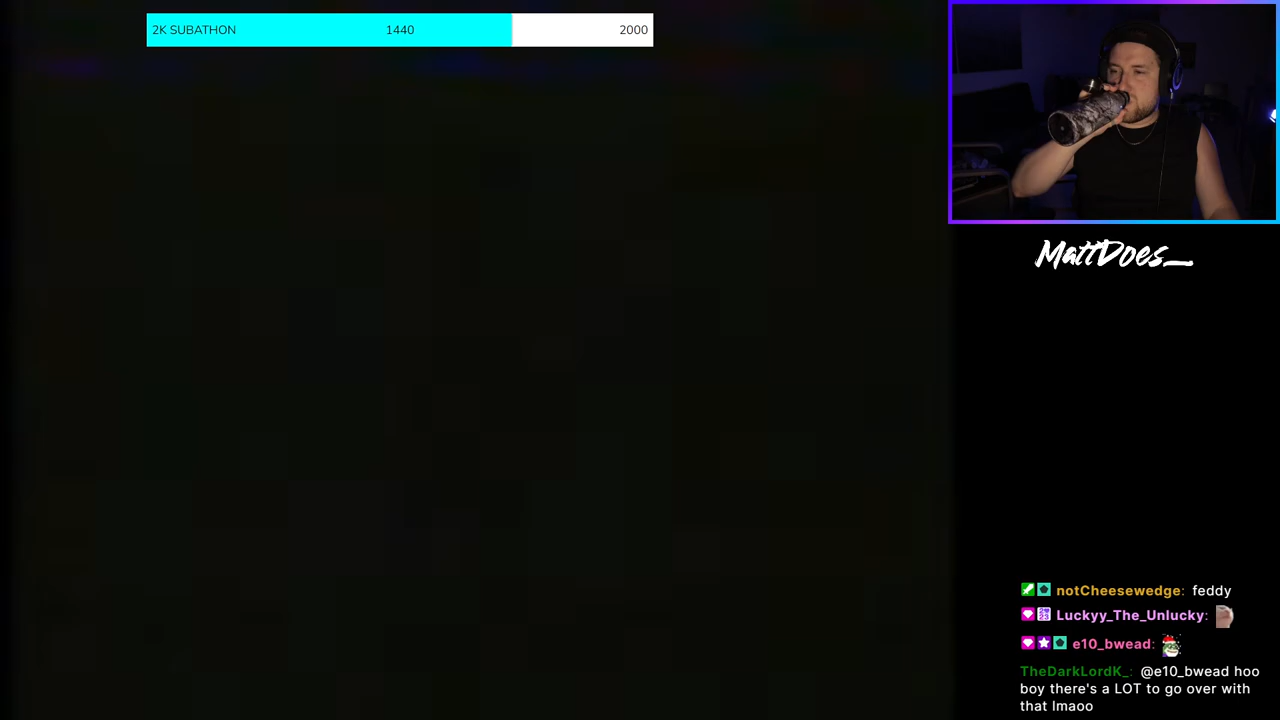 2K SUBATHON 1440 2000
MattDoes_
notCheesewedge: feddy
Luckyy_The_Unlucky:
e10_bwead:
TheDarkLordK_: @e10_bwead hoo
boy there's a LOT to go over with
that lmaoo